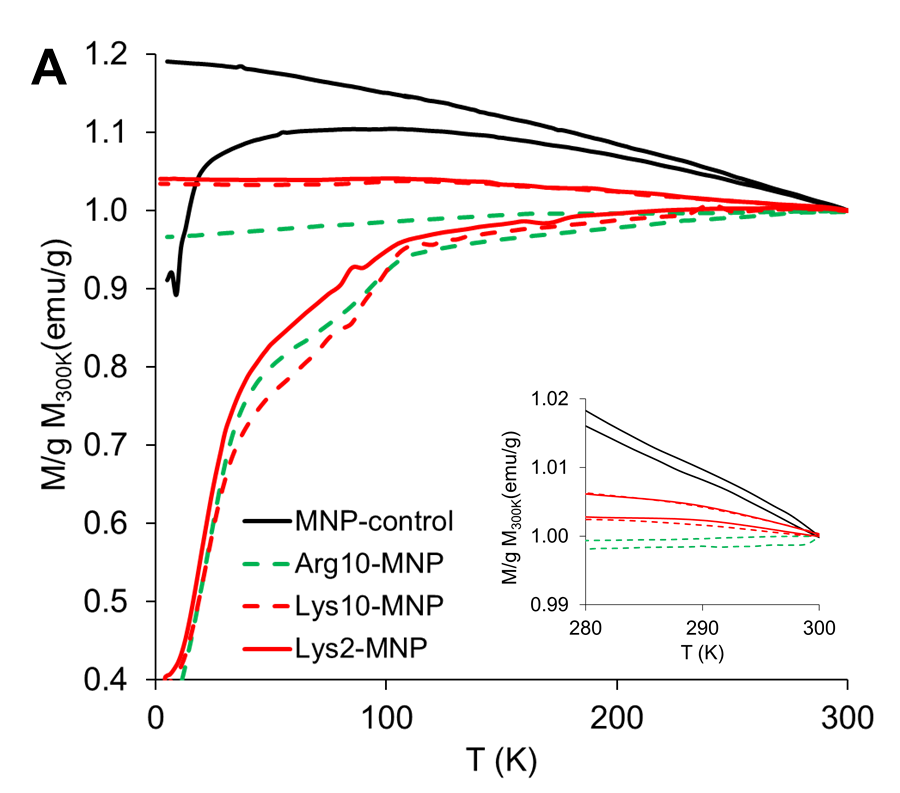 A
1.2
1.1
1.0
0.9
0.8
0.7
0.6
0.5
0.4
M/g M300K(emu/g)
0
100
200
300
T (K)
MNP-control
Arg10-MNP
Lys10-MNP
Lys2-MNP
1.02
1.01
1.00
0.99
M/g M300K(emu/g)
280
290
300
T (K)